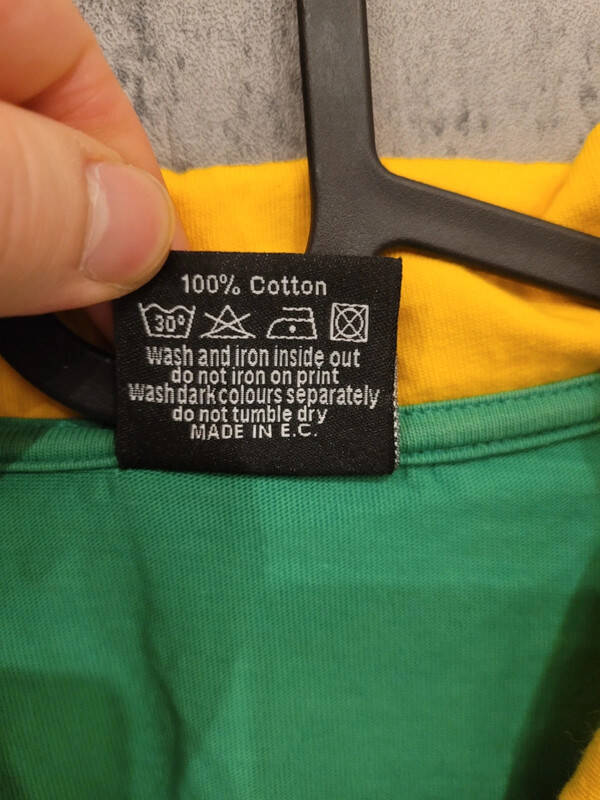 100% Cotton
30°
wash and iron inside out
do not iron on print
wash dark colours separately
do not tumble dry
MADE IN E.C.